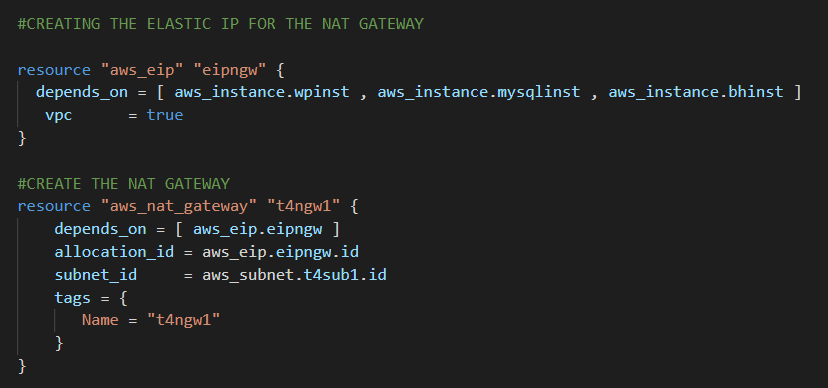 #CREATING THE ELASTIC IP FOR THE NAT GATEWAY
resource "aws_eip" "eipngw" {
depends_on = [ aws_instance.wpinst , aws_instance.mysqlinst , aws_instance.bhinst ]
vpc = true
}
#CREATE THE NAT GATEWAY
resource "aws_nat_gateway" "t4ngw1" {
depends_on = [ aws_eip.eipngw ]
allocation_id = aws_eip.eipngw.id
subnet_id = aws_subnet.t4sub1.id
tags = {
Name = "t4ngw1"
}
}